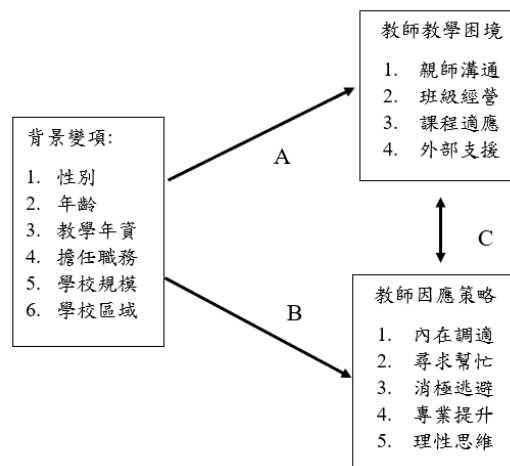 教師教學困境
1. 親師溝通
2. 班級經營
3. 課程適應
4. 外部支援
背景變項:
1. 性別
2. 年齡
3. 教學年資
4. 擔任職務
5. 學校規模
6. 學校區域
A
B
C
教師因應策略
1. 內在調適
2. 尋求幫忙
3. 消極逃避
4. 專業提升
5. 理性思維